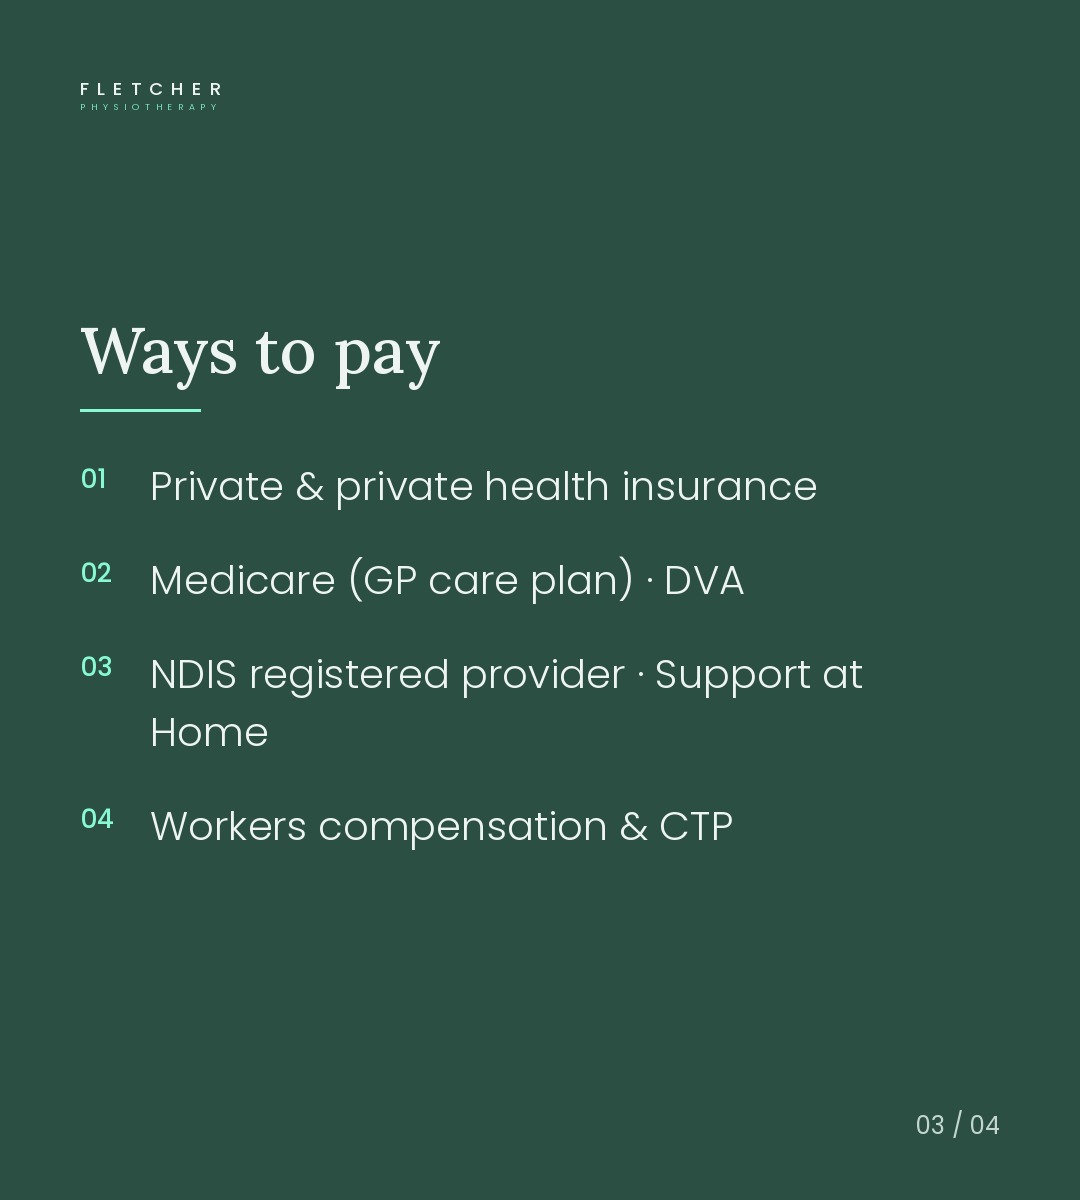 FLETCHER
PHYSIOTHERAPY
Ways to pay
01 Private & private health insurance
02 Medicare (GP care plan) · DVA
03 NDIS registered provider · Support at
Home
04 Workers compensation & CTP
03 / 04